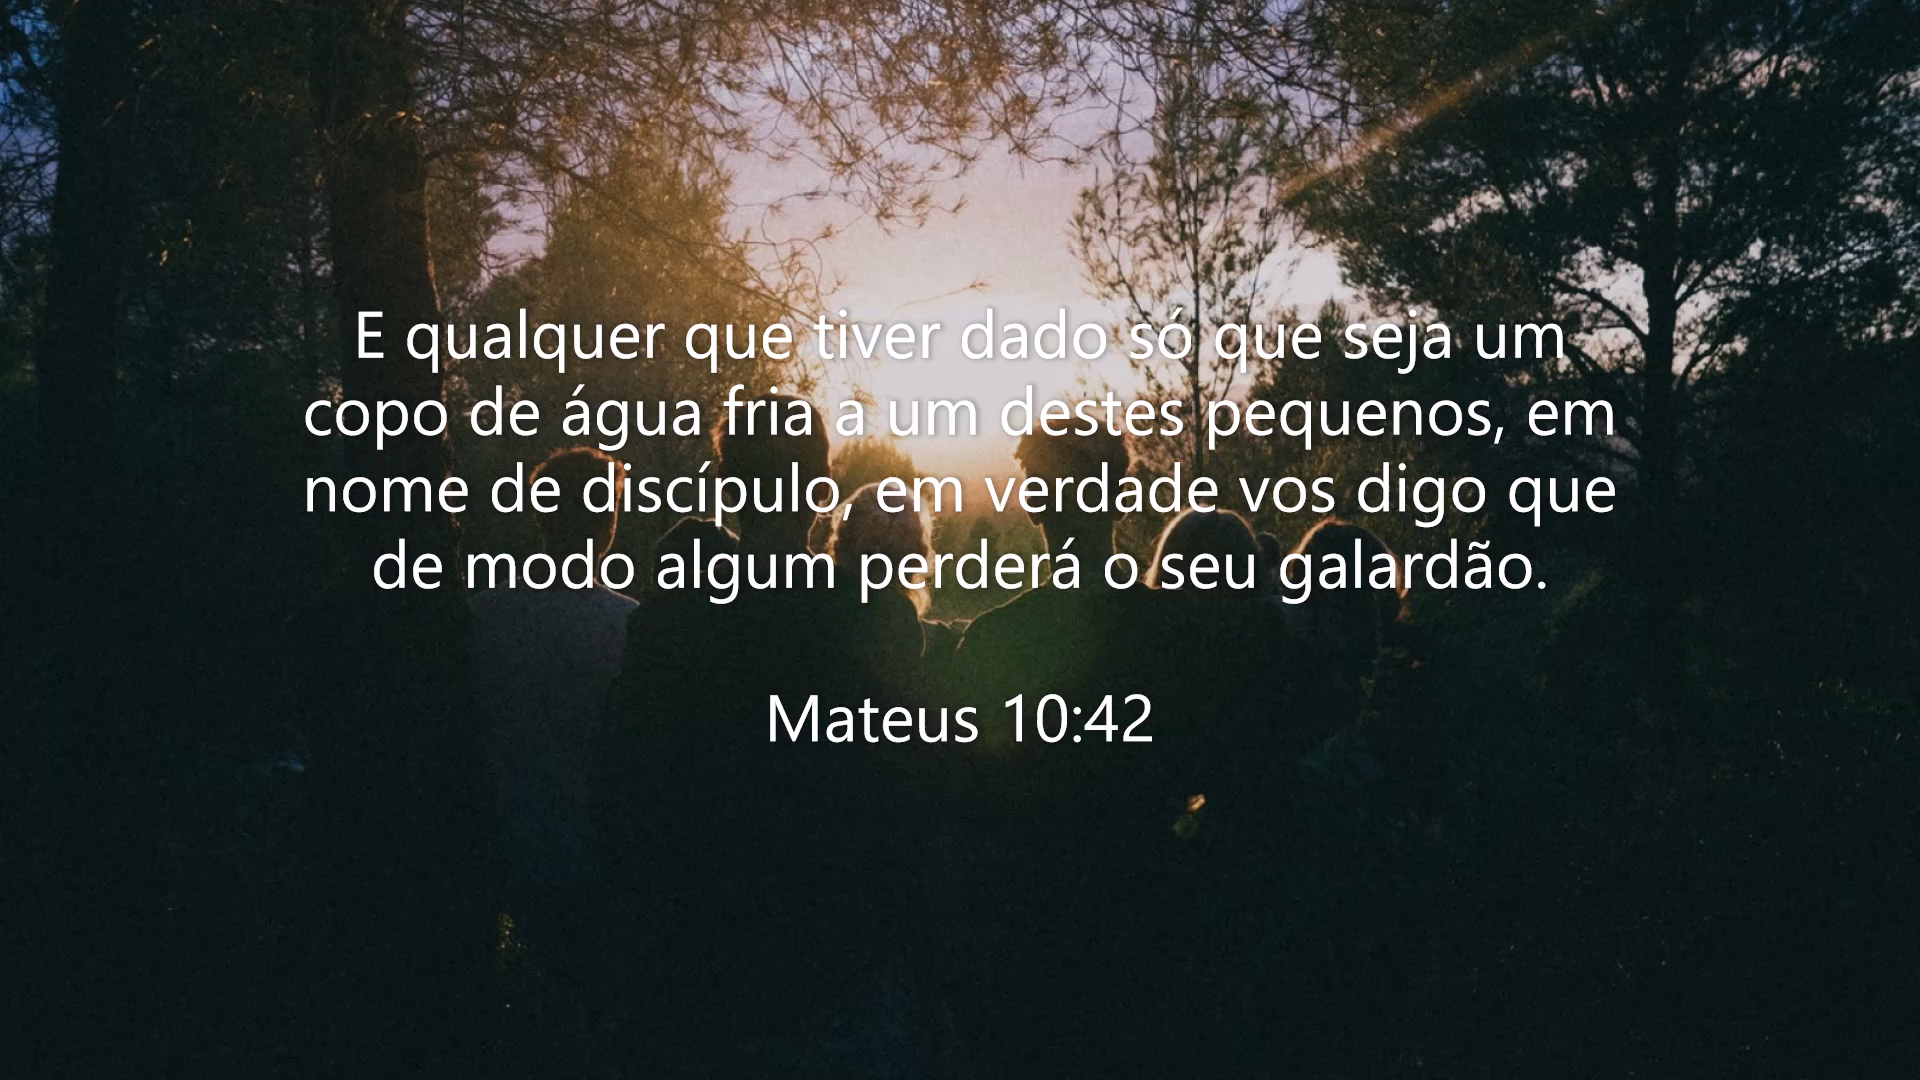 E qualquer que tiver dado só que seja um
copo de água fria a um destes pequenos, em
nome de discípulo, em verdade vos digo que
de modo algum perderá o seu galardão.
Mateus 10:42